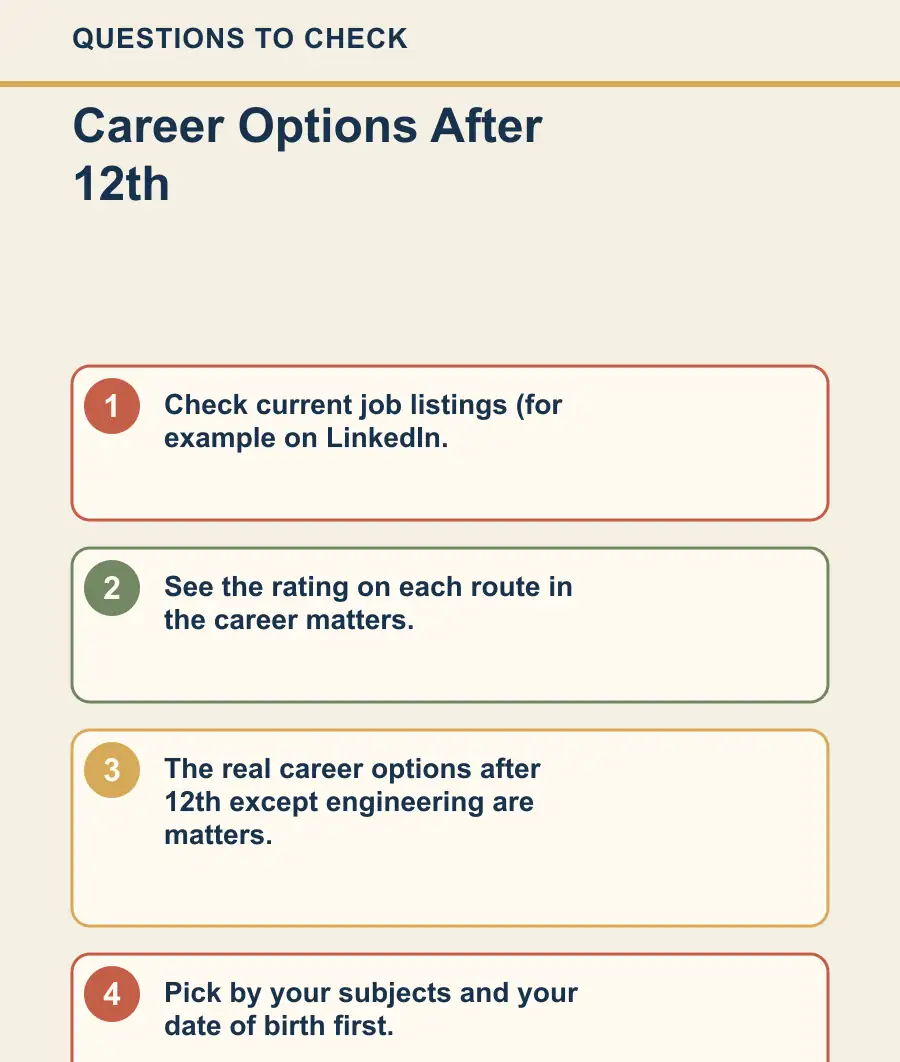 QUESTIONS TO CHECK
Career Options After
12th
1
Check current job listings (for
example on LinkedIn.
2
See the rating on each route in
the career matters.
3
The real career options after
12th except engineering are
matters.
4
Pick by your subjects and your
date of birth first.